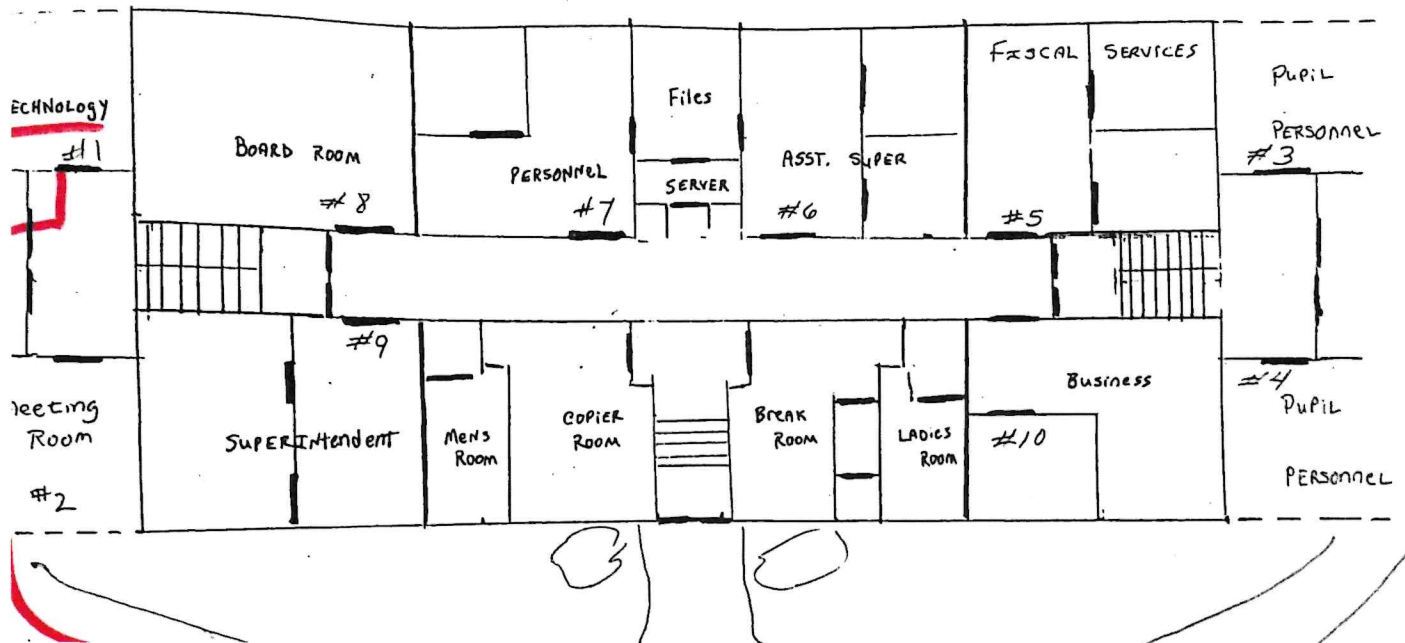 ECHNOLOGY
#1
BOARD ROOM
#8
PERSONNEL
#7
Files
SERVER
ASST. SUPER
#6
FISCAL SERVICES
#5
PUPIL
PERSONNEL
#3
eeting
ROOM
#2
SUPERINTENDENT
#9
MENS
ROOM
COPIER
ROOM
BREAK
ROOM
LADIES
ROOM
Business
#10
#4
PUPIL
PERSONNEL